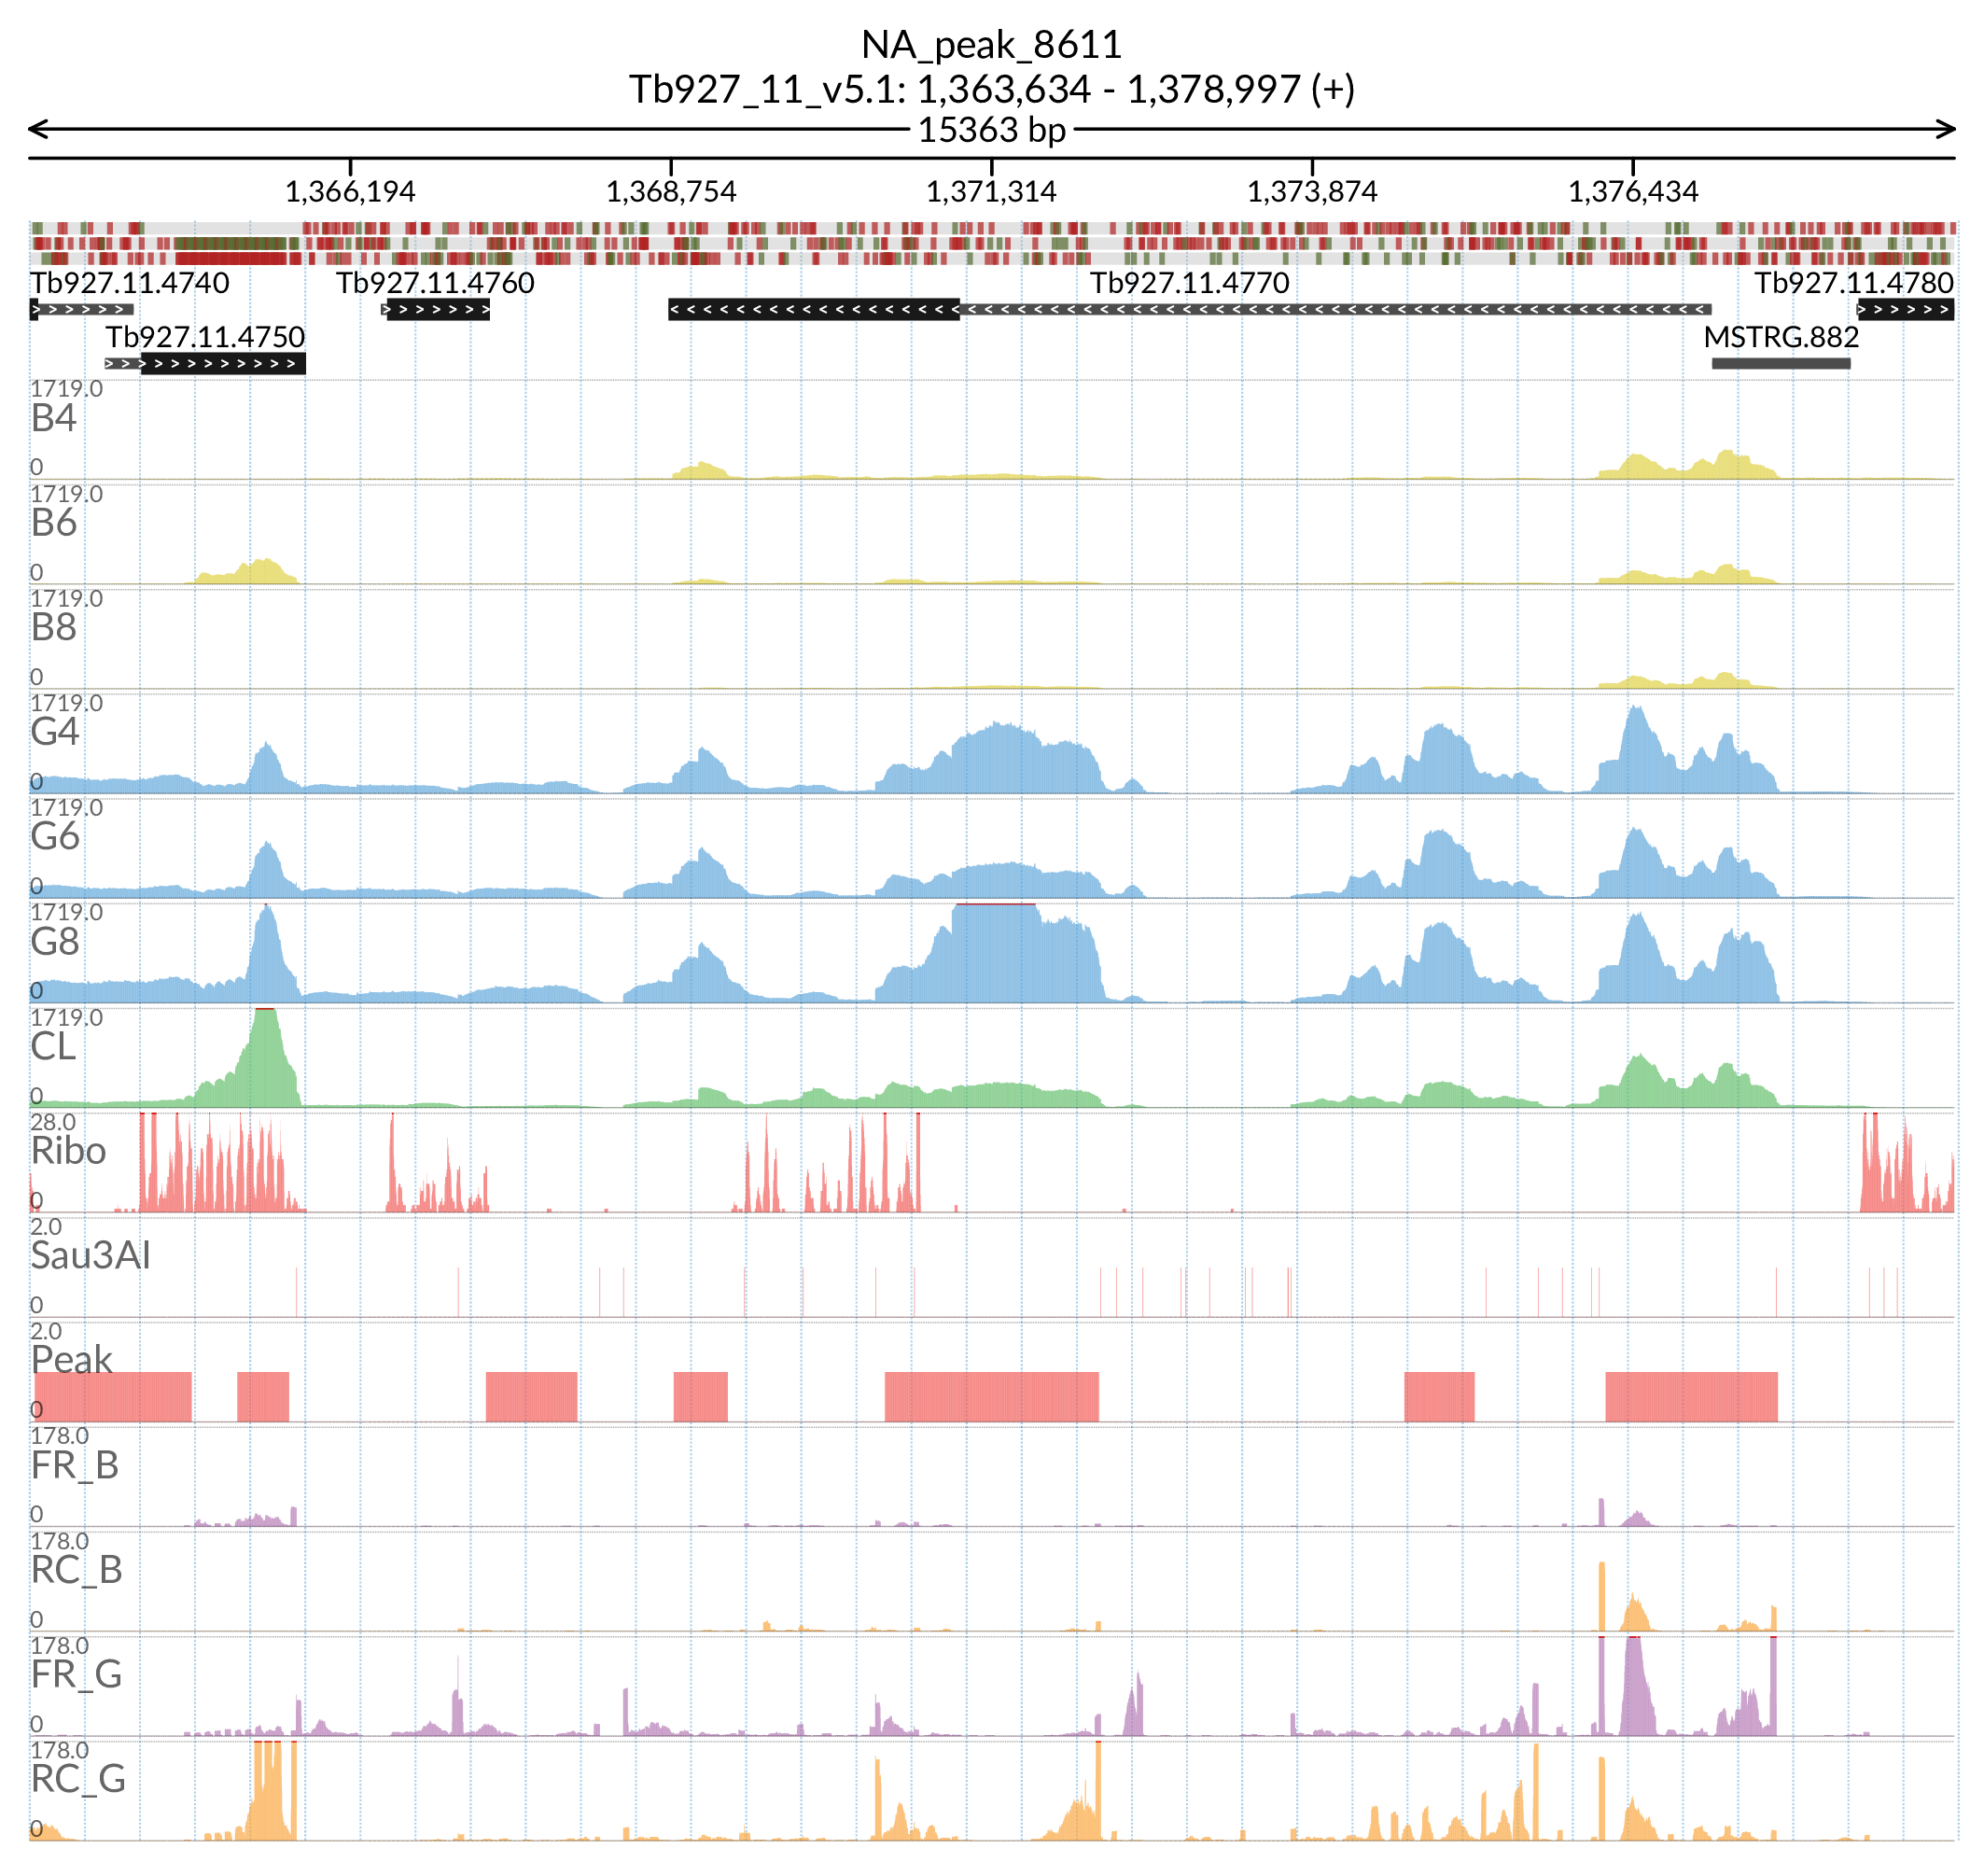 NA_peak_8611
Tb927_11_v5.1: 1,363,634 - 1,378,997 (+)
15363 bp
1,366,194 1,368,754 1,371,314 1,373,874 1,376,434
Tb927.11.4740 Tb927.11.4760 Tb927.11.4770 Tb927.11.4780
Tb927.11.4750 MSTRG.882
1719.0
B4
0
1719.0
B6
0
1719.0
B8
0
1719.0
G4
0
1719.0
G6
0
1719.0
G8
0
1719.0
CL
0
28.0
Ribo
0
2.0
Sau3AI
0
2.0
Peak
0
178.0
FR_B
0
178.0
RC_B
0
178.0
FR_G
0
178.0
RC_G
0